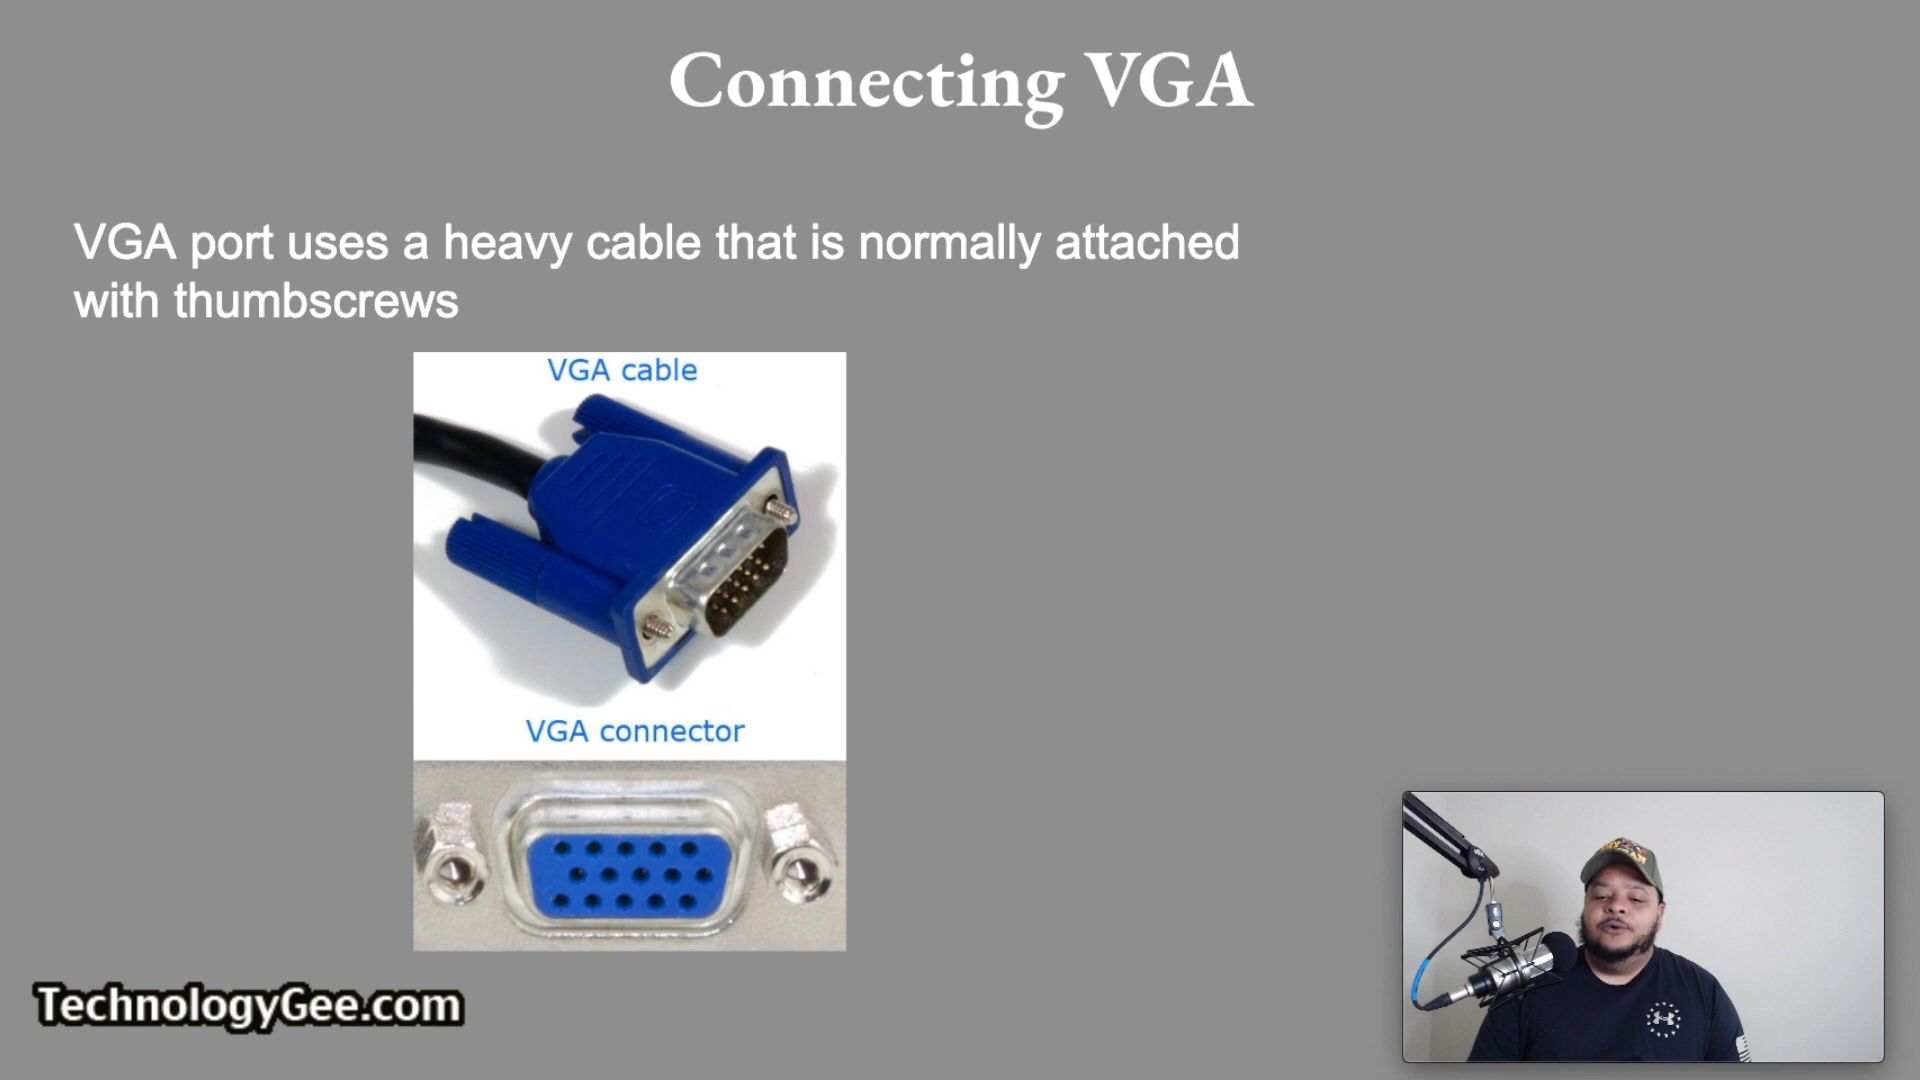 Connecting VGA
VGA port uses a heavy cable that is normally attached
with thumbscrews
VGA cable
VGA connector
TechnologyGee.com